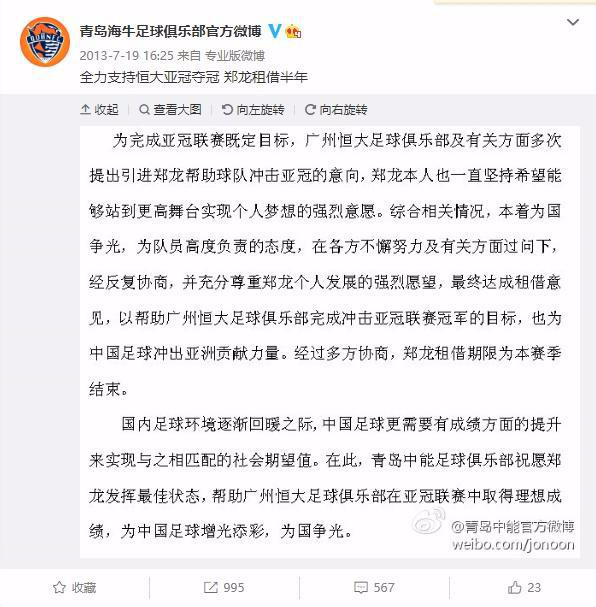 青岛海牛足球俱乐部官方微博
2013-7-19 16:25 来自 专业版微博
全力支持恒大亚冠夺冠 郑龙租借半年
收起 查看大图 向左旋转 向右旋转
为完成亚冠联赛既定目标，广州恒大足球俱乐部及有关方面多次
提出引进郑龙帮助球队冲击亚冠的意向，郑龙本人也一直坚持希望能
够站到更高舞台实现个人梦想的强烈意愿。综合相关情况，本着为国
争光，为队员高度负责的态度，在各方不懈努力及有关方面过问下，
经反复协商，并充分尊重郑龙个人发展的强烈愿望，最终达成租借意
见，以帮助广州恒大足球俱乐部完成冲击亚冠联赛冠军的目标，也为
中国足球冲出亚洲贡献力量。经过多方协商，郑龙租借期限为本赛季
结束。
国内足球环境逐渐回暖之际，中国足球更需要有成绩方面的提升
来实现与之相匹配的社会期望值。在此，青岛中能足球俱乐部祝愿郑
龙发挥最佳状态，帮助广州恒大足球俱乐部在亚冠联赛中取得理想成
绩，为中国足球增光添彩，为国争光。
@青岛中能官方微博
weibo.com/jonoon
收藏 995 567 23